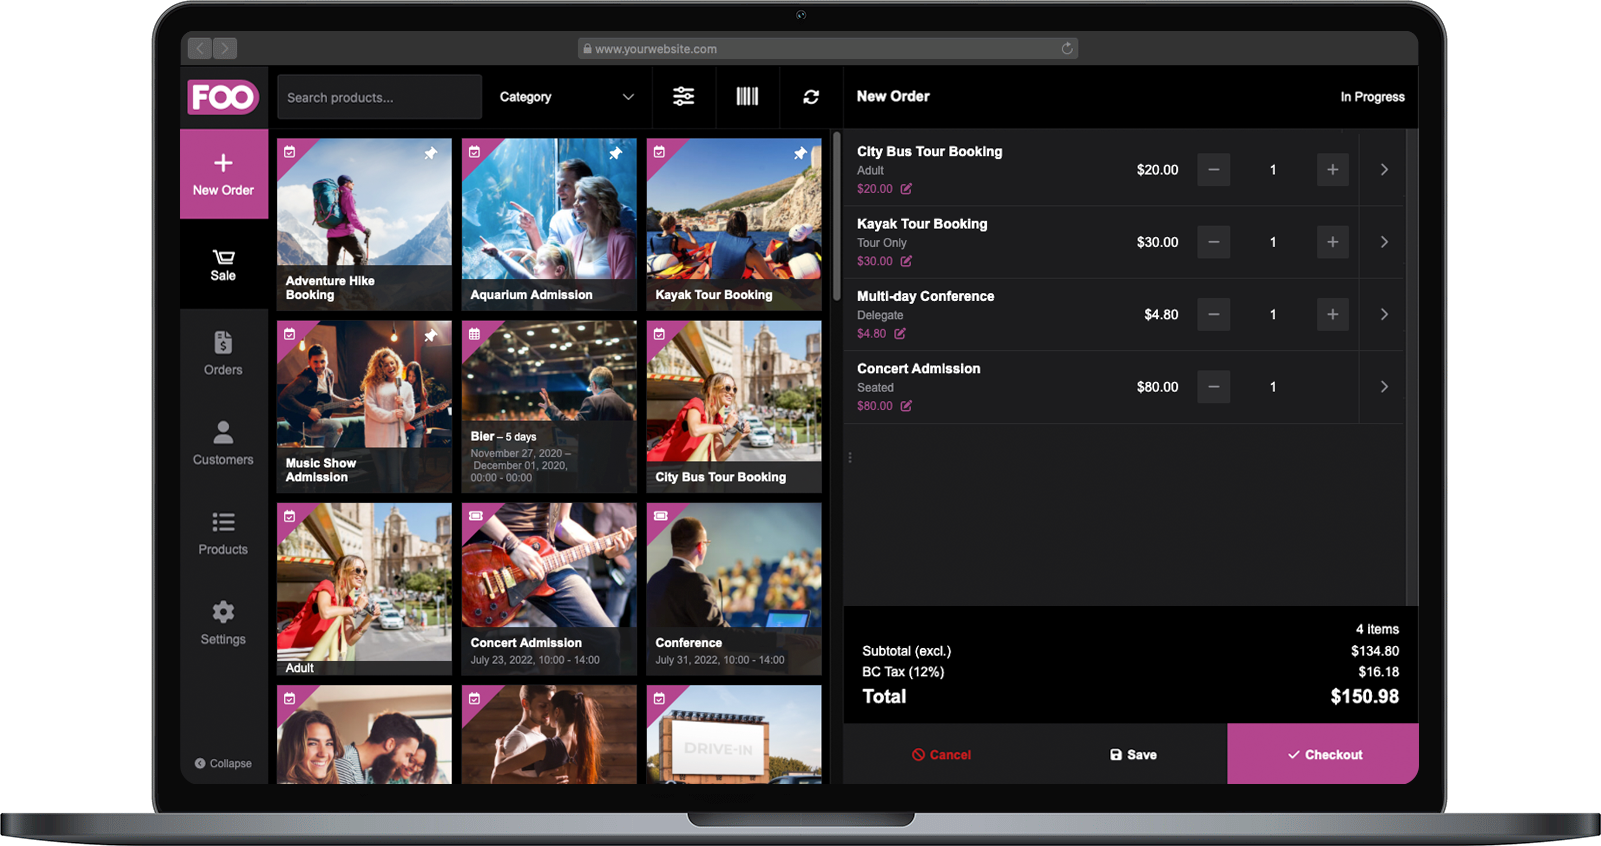 www.yourwebsite.com
FOO
Search products...
Category
New Order
In Progress
New Order
Sale
Orders
Customers
Products
Settings
Collapse
Adventure Hike
Booking
Aquarium Admission
Kayak Tour Booking
Music Show
Admission
Bier – 5 days
November 27, 2020 –
December 01, 2020,
00:00 - 00:00
City Bus Tour Booking
Adult
Concert Admission
July 23, 2022, 10:00 - 14:00
Conference
July 31, 2022, 10:00 - 14:00
DRIVE-IN
City Bus Tour Booking
Adult
$20.00
$20.00
1
Kayak Tour Booking
Tour Only
$30.00
$30.00
1
Multi-day Conference
Delegate
$4.80
$4.80
1
Concert Admission
Seated
$80.00
$80.00
1
4 items
Subtotal (excl.) $134.80
BC Tax (12%) $16.18
Total $150.98
Cancel
Save
Checkout